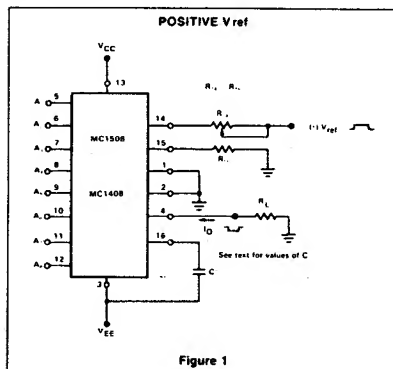 POSITIVE Vref
VCC
13
A 5
A 6
A 7
A 8
A 9
A 10
A 11
A 12
MC1508
MC1408
14
15
1
2
4
16
3
R R
R
(-) Vref
R
RL
IO
See text for values of C
C
VEE
Figure 1